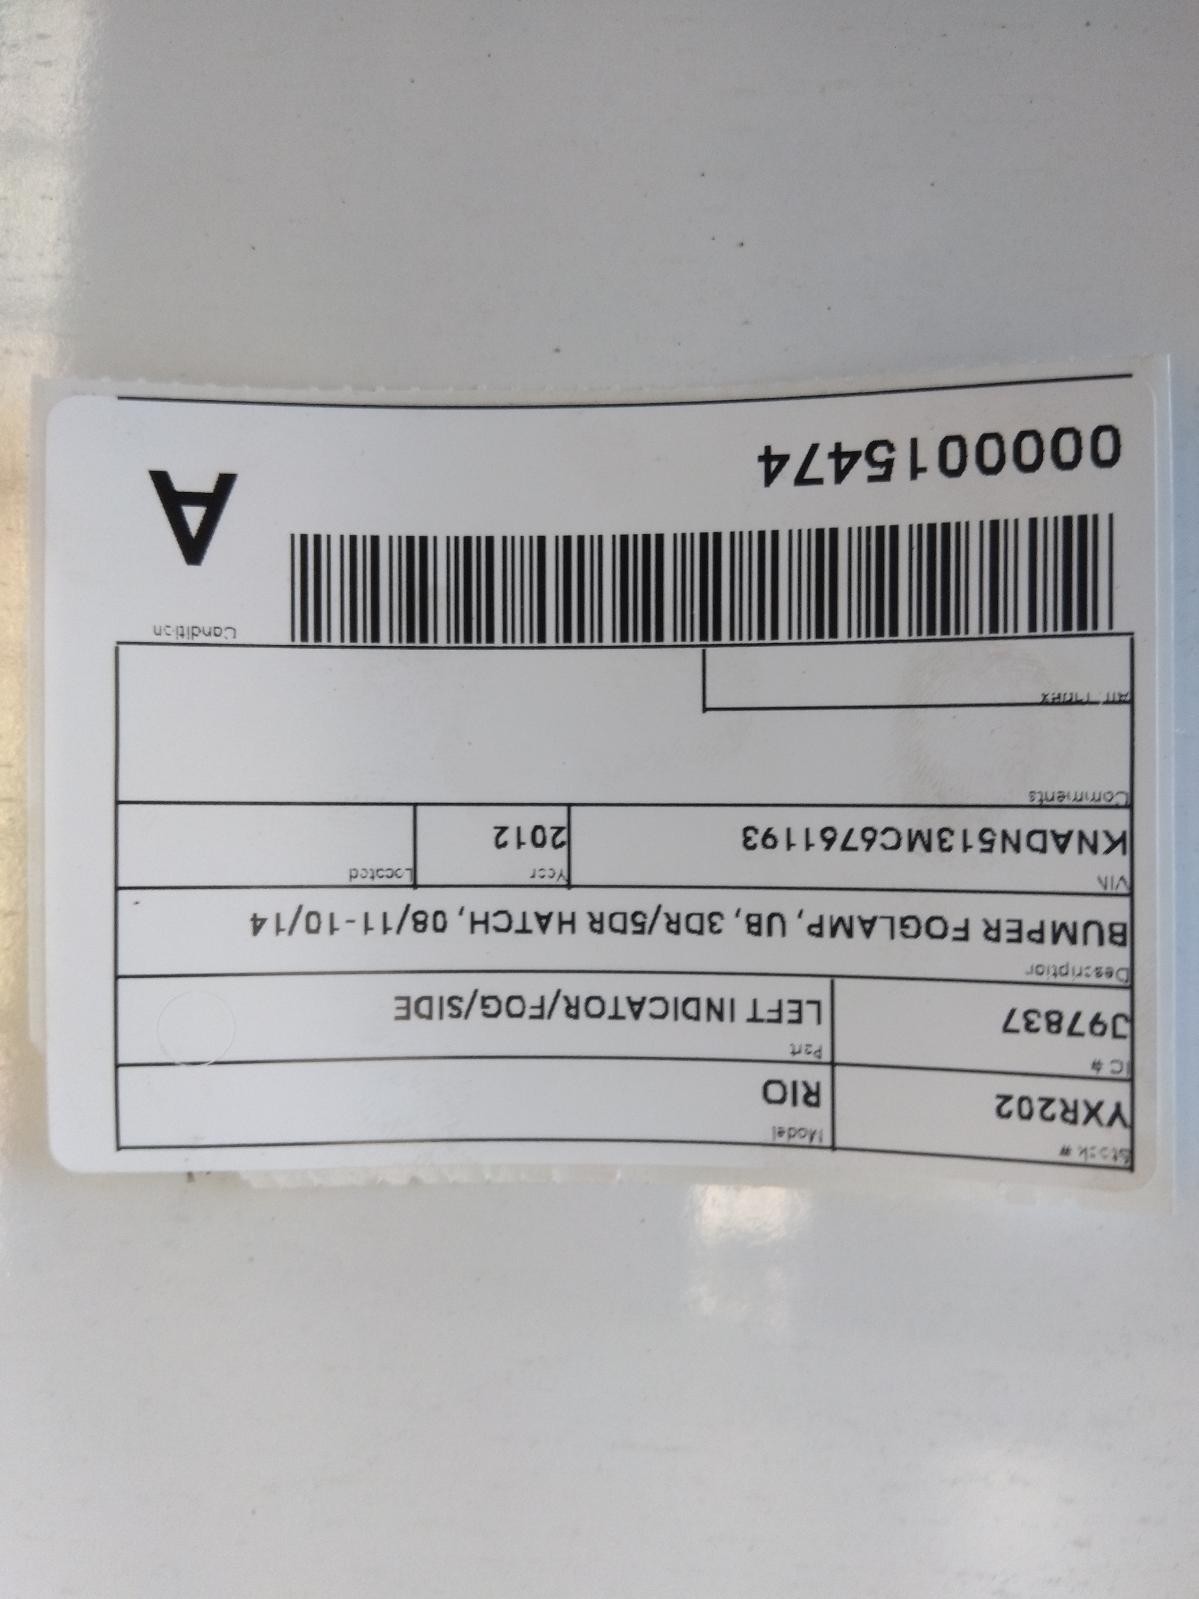 Stock # Model
YXR202 RIO
IC # Part
J97837 LEFT INDICATOR/FOG/SIDE
Description
BUMPER FOGLAMP, UB, 3DR/5DR HATCH, 08/11-10/14
VIN Year Located
KNADN513MC6761193 2012
Comments
Alt. Index
Condition
A
0000015474